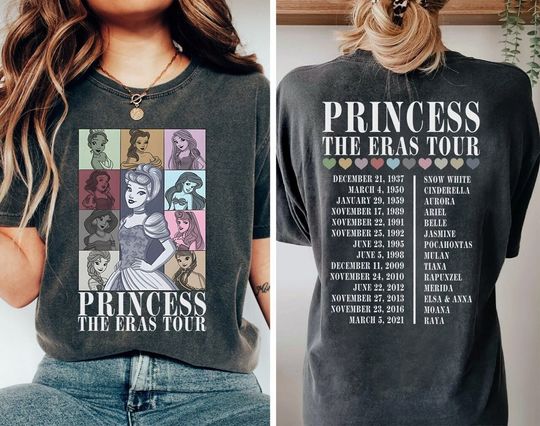 PRINCESS
THE ERAS TOUR
PRINCESS
THE ERAS TOUR
DECEMBER 21, 1937 SNOW WHITE
MARCH 4, 1950 CINDERELLA
JANUARY 29, 1959 AURORA
NOVEMBER 17, 1989 ARIEL
NOVEMBER 22, 1991 BELLE
NOVEMBER 25, 1992 JASMINE
JUNE 23, 1995 POCAHONTAS
JUNE 5, 1998 MULAN
DECEMBER 11, 2009 TIANA
NOVEMBER 24, 2010 RAPUNZEL
JUNE 22, 2012 MERIDA
NOVEMBER 27, 2013 ELSA & ANNA
NOVEMBER 23, 2016 MOANA
MARCH 5, 2021 RAYA